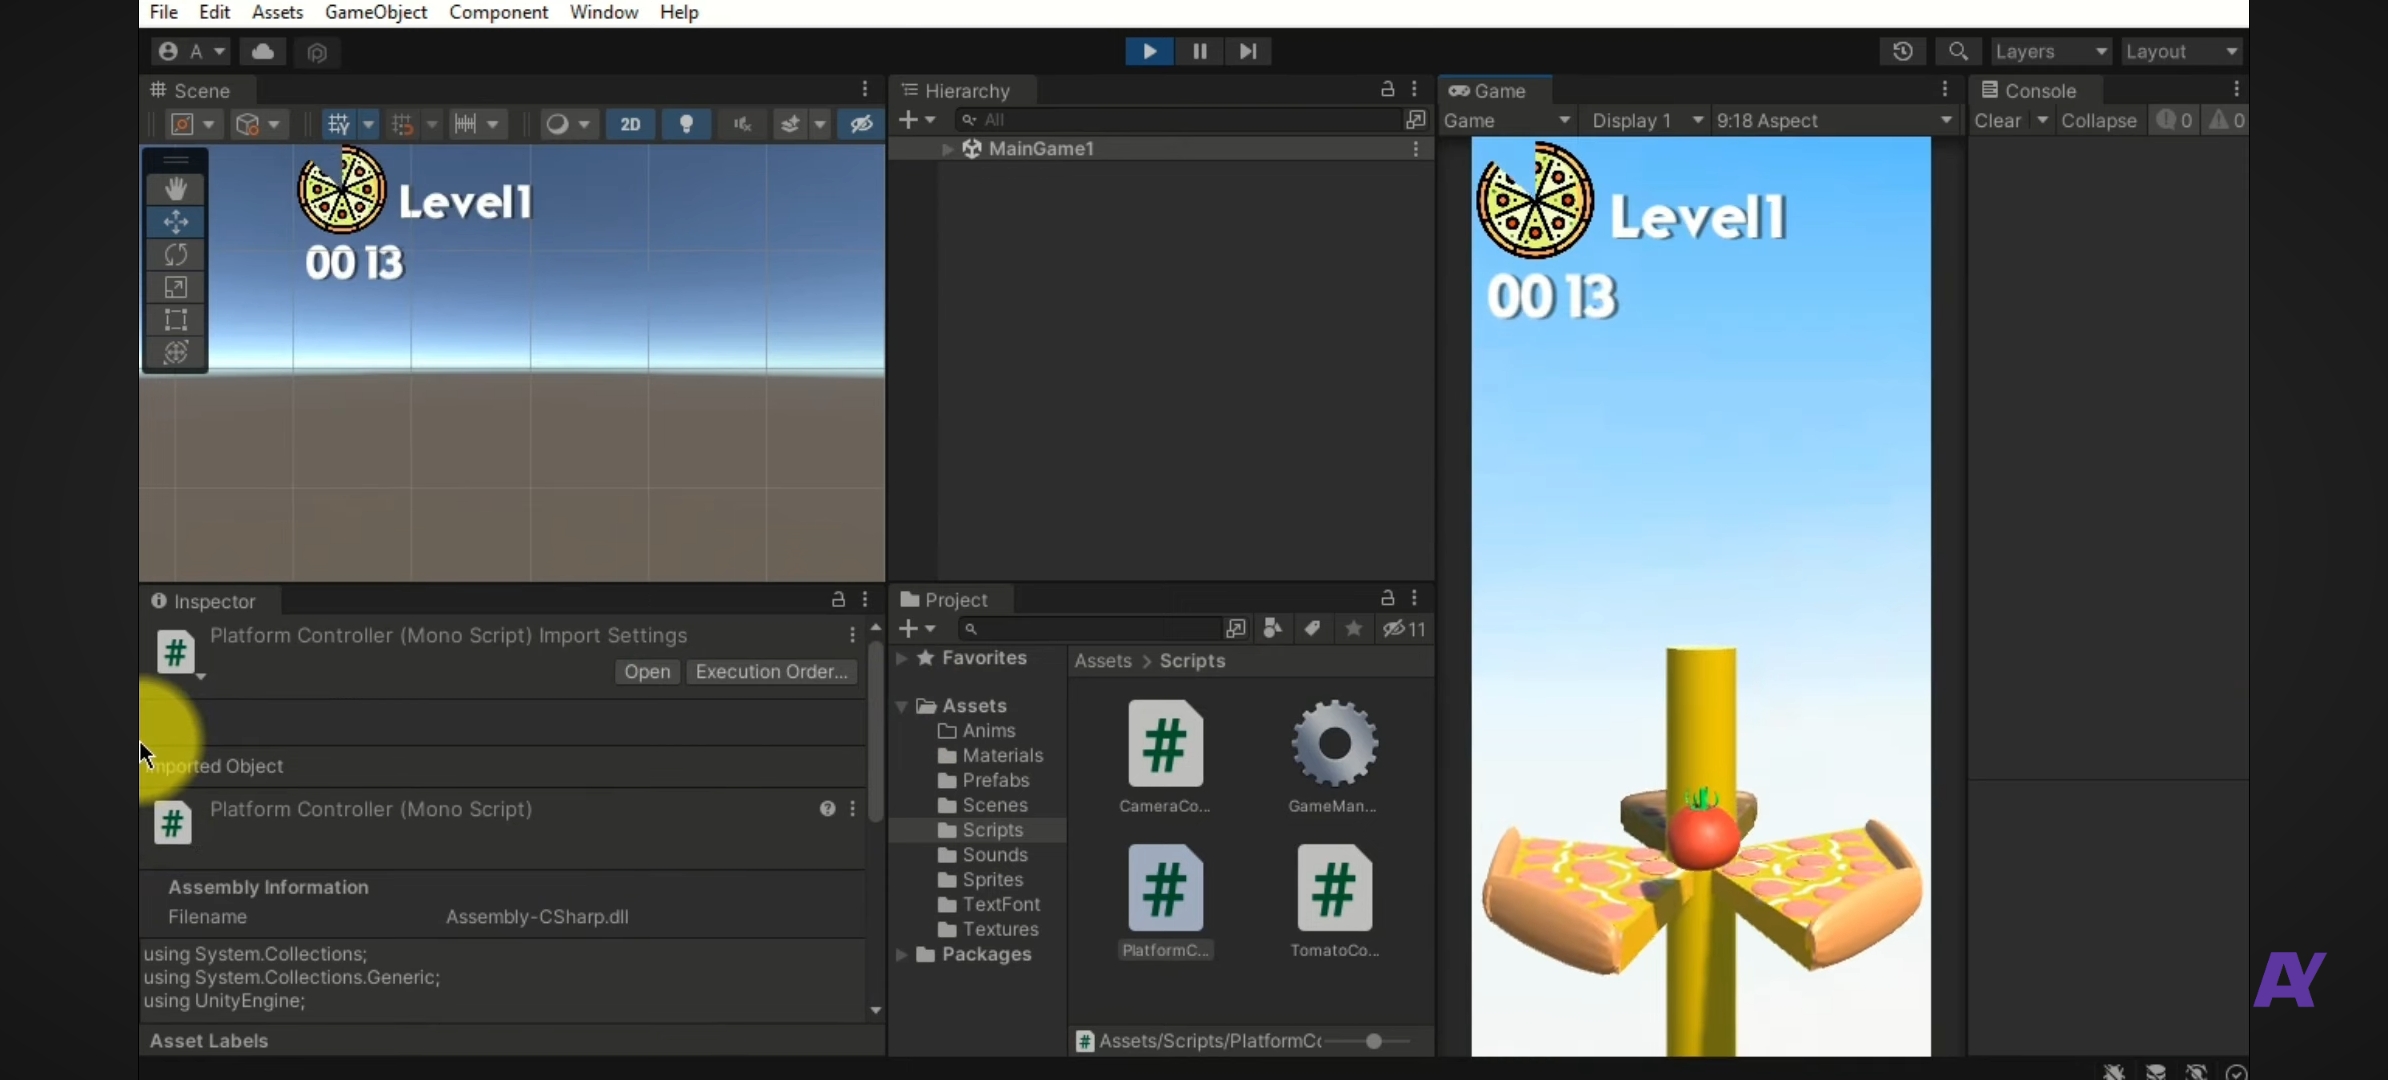 File Edit Assets GameObject Component Window Help
A
Layers
Layout
Scene
2D
Level1
00 13
Hierarchy
All
MainGame1
Game
Game
Display 1
9:18 Aspect
Level1
00 13
Console
Clear
Collapse
0
0
Inspector
Platform Controller (Mono Script) Import Settings
Open
Execution Order...
Imported Object
Platform Controller (Mono Script)
Assembly Information
Filename Assembly-CSharp.dll
using System.Collections;
using System.Collections.Generic;
using UnityEngine;
Asset Labels
Project
11
Favorites
Assets
Anims
Materials
Prefabs
Scenes
Scripts
Sounds
Sprites
TextFont
Textures
Packages
Assets > Scripts
CameraCo...
GameMan...
PlatformC...
TomatoCo...
Assets/Scripts/PlatformCo
AY